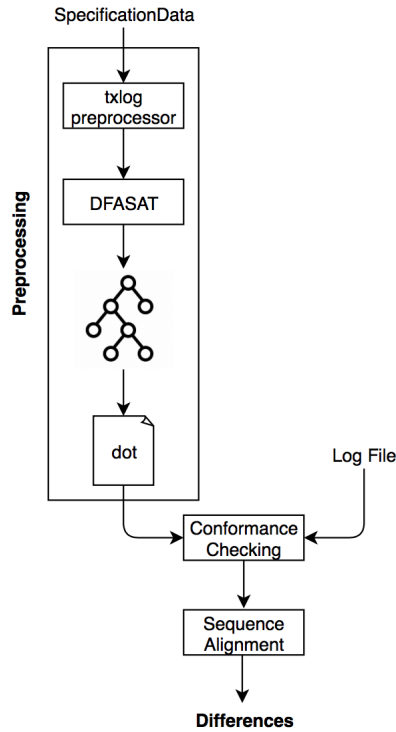 SpecificationData
txlog
preprocessor
DFASAT
Preprocessing
dot
Log File
Conformance
Checking
Sequence
Alignment
Differences